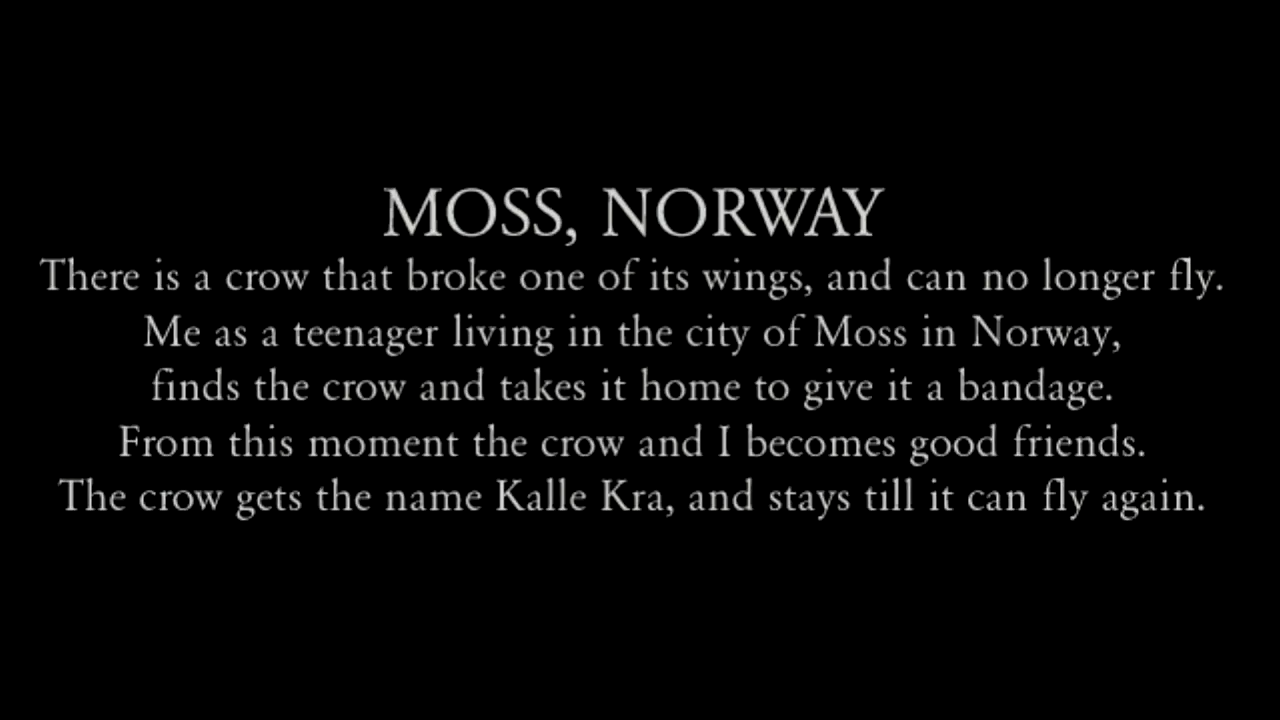 MOSS, NORWAY
There is a crow that broke one of its wings, and can no longer fly.
Me as a teenager living in the city of Moss in Norway,
finds the crow and takes it home to give it a bandage.
From this moment the crow and I becomes good friends.
The crow gets the name Kalle Kra, and stays till it can fly again.